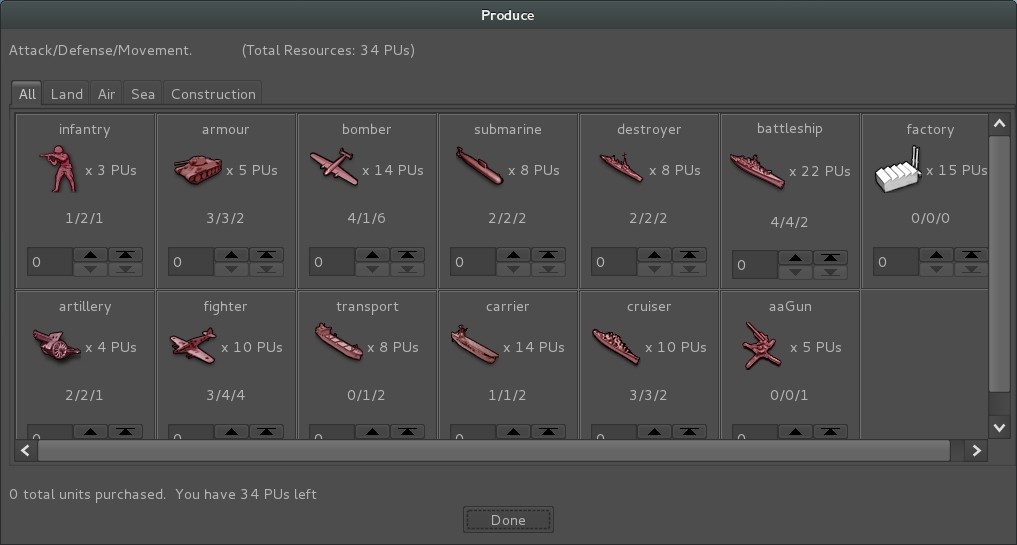 Produce
Attack/Defense/Movement. (Total Resources: 34 PUs)
All Land Air Sea Construction
infantry armour bomber submarine destroyer battleship factory
x 3 PUs x 5 PUs x 14 PUs x 8 PUs x 8 PUs x 22 PUs x 15 PUs
1/2/1 3/3/2 4/1/6 2/2/2 2/2/2 4/4/2 0/0/0
0 0 0 0 0 0 0
artillery fighter transport carrier cruiser aaGun
x 4 PUs x 10 PUs x 8 PUs x 14 PUs x 10 PUs x 5 PUs
2/2/1 3/4/4 0/1/2 1/1/2 3/3/2 0/0/1
0 0 0 0 0 0
0 total units purchased. You have 34 PUs left
Done